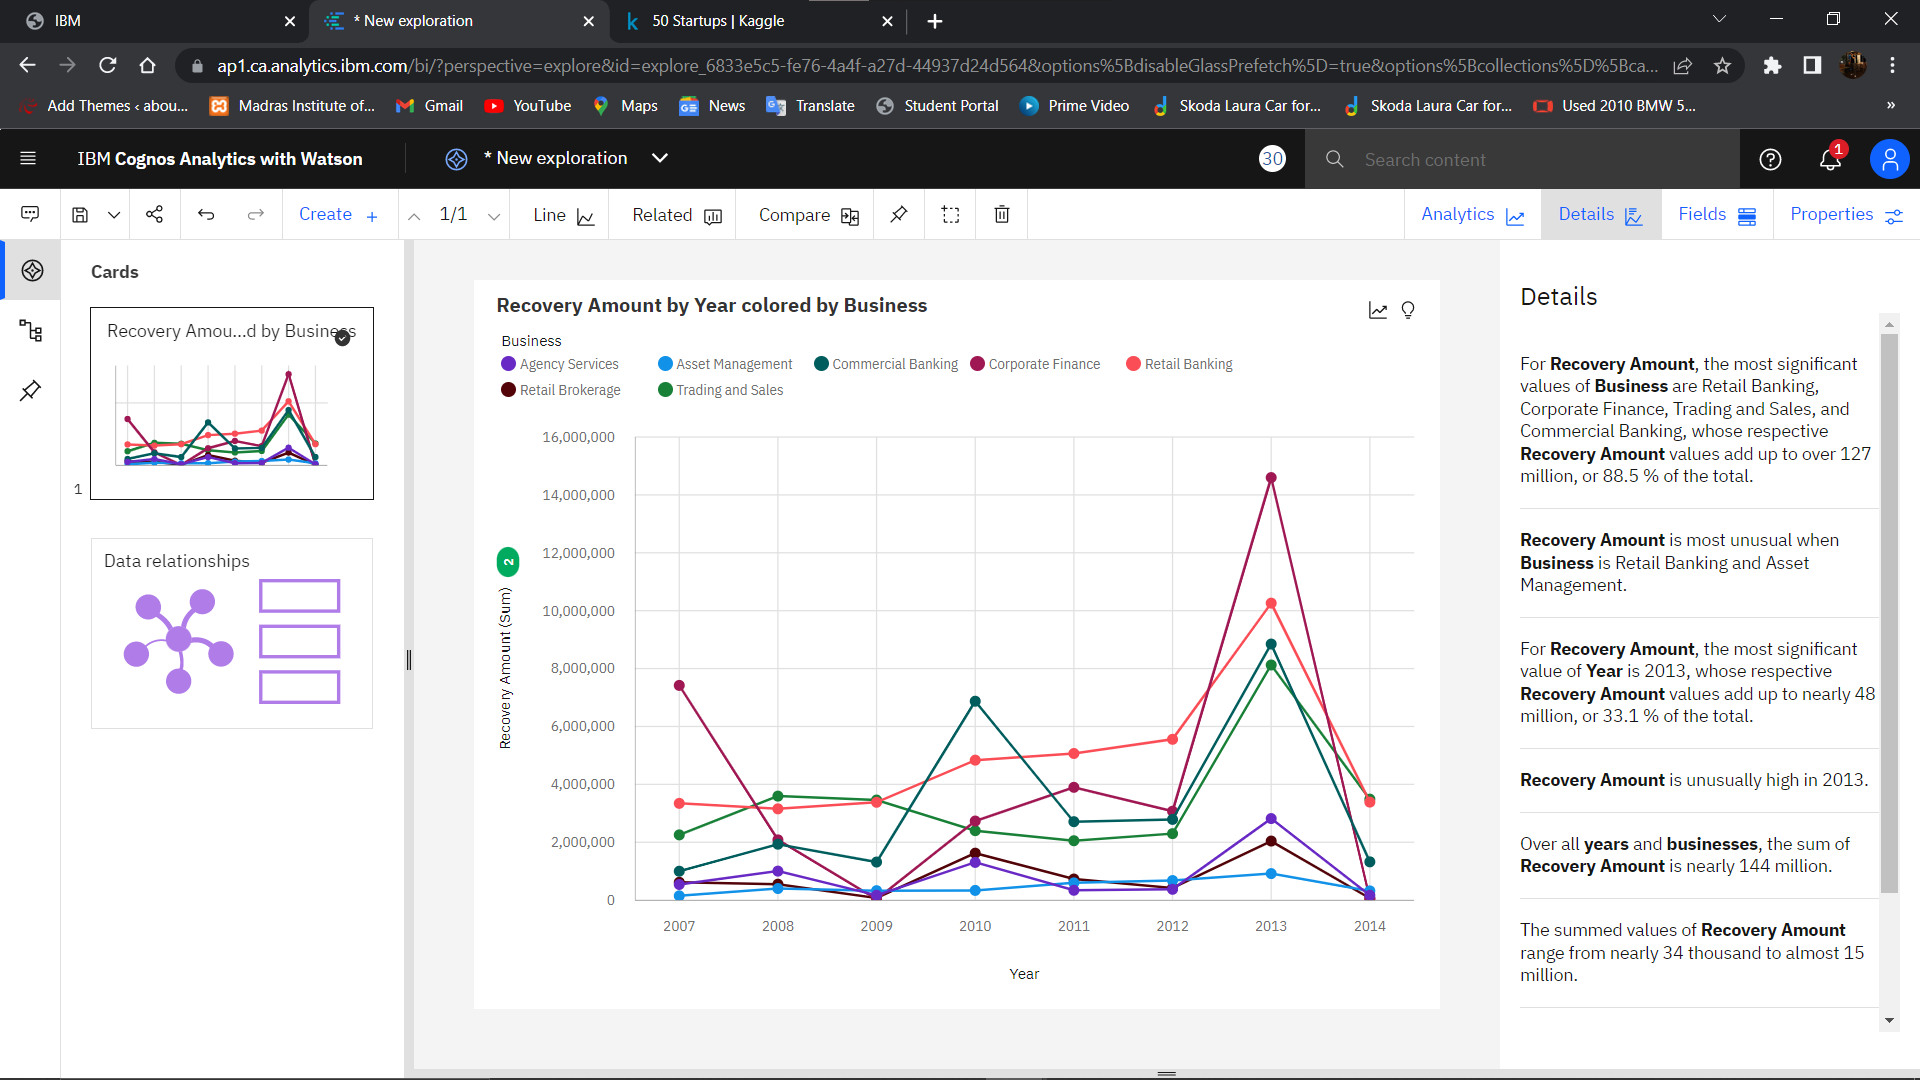 IBM
* New exploration
50 Startups | Kaggle
ap1.ca.analytics.ibm.com/bi/?perspective=explore&id=explore_6833e5c5-fe76-4a4f-a27d-44937d24d564&options%5BdisableGlassPrefetch%5D=true&options%5Bcollections%5D%5Bca...
Add Themes ‹ abou...
Madras Institute of...
Gmail
YouTube
Maps
News
Translate
Student Portal
Prime Video
Skoda Laura Car for...
Skoda Laura Car for...
Used 2010 BMW 5...
»
IBM Cognos Analytics with Watson
* New exploration
30
Search content
1
Create +
1/1
Line
Related
Compare
Analytics
Details
Fields
Properties
Cards
Recovery Amou...d by Business
1
Data relationships
Recovery Amount by Year colored by Business
Business
Agency Services
Asset Management
Commercial Banking
Corporate Finance
Retail Banking
Retail Brokerage
Trading and Sales
16,000,000
14,000,000
12,000,000
10,000,000
8,000,000
6,000,000
4,000,000
2,000,000
0
2
Recovery Amount (Sum)
2007 2008 2009 2010 2011 2012 2013 2014
Year
Details
For Recovery Amount, the most significant
values of Business are Retail Banking,
Corporate Finance, Trading and Sales, and
Commercial Banking, whose respective
Recovery Amount values add up to over 127
million, or 88.5 % of the total.
Recovery Amount is most unusual when
Business is Retail Banking and Asset
Management.
For Recovery Amount, the most significant
value of Year is 2013, whose respective
Recovery Amount values add up to nearly 48
million, or 33.1 % of the total.
Recovery Amount is unusually high in 2013.
Over all years and businesses, the sum of
Recovery Amount is nearly 144 million.
The summed values of Recovery Amount
range from nearly 34 thousand to almost 15
million.